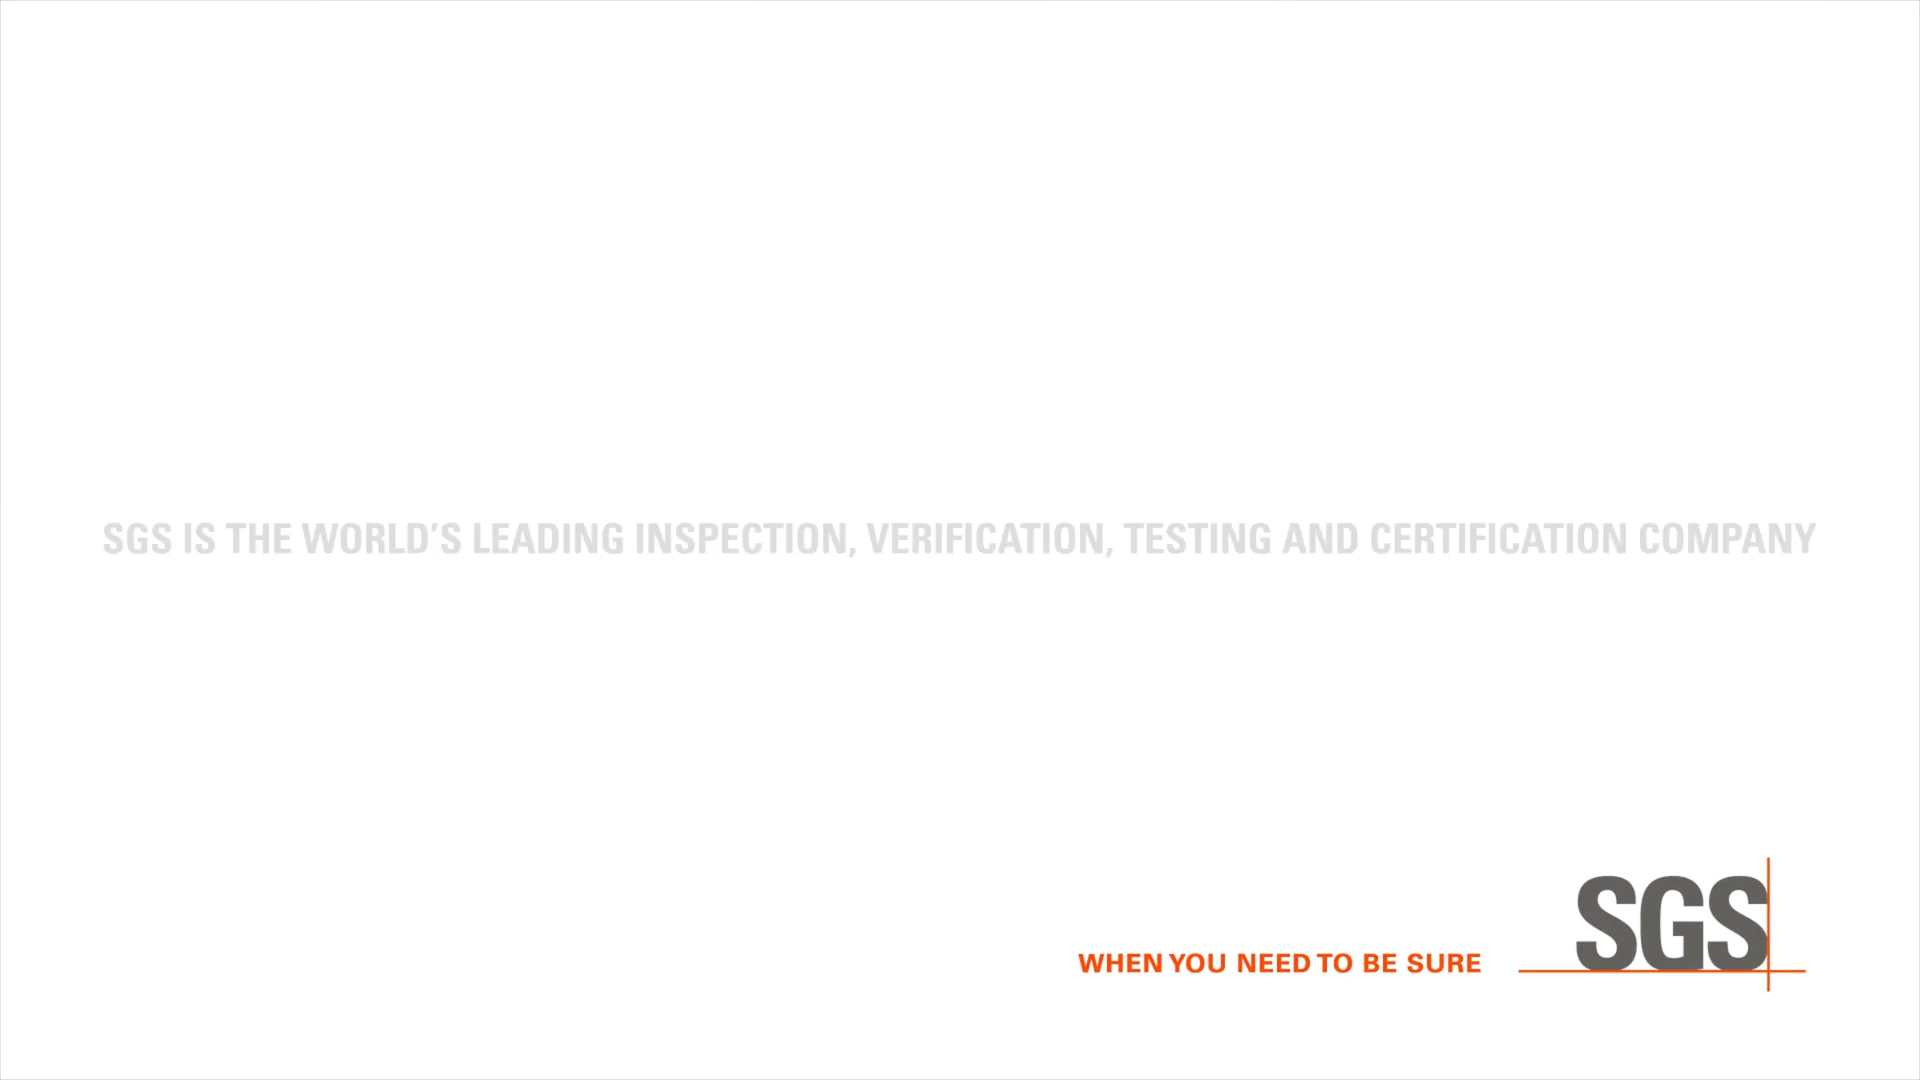 SGS IS THE WORLD’S LEADING INSPECTION, VERIFICATION, TESTING AND CERTIFICATION COMPANY
WHEN YOU NEED TO BE SURE
SGS